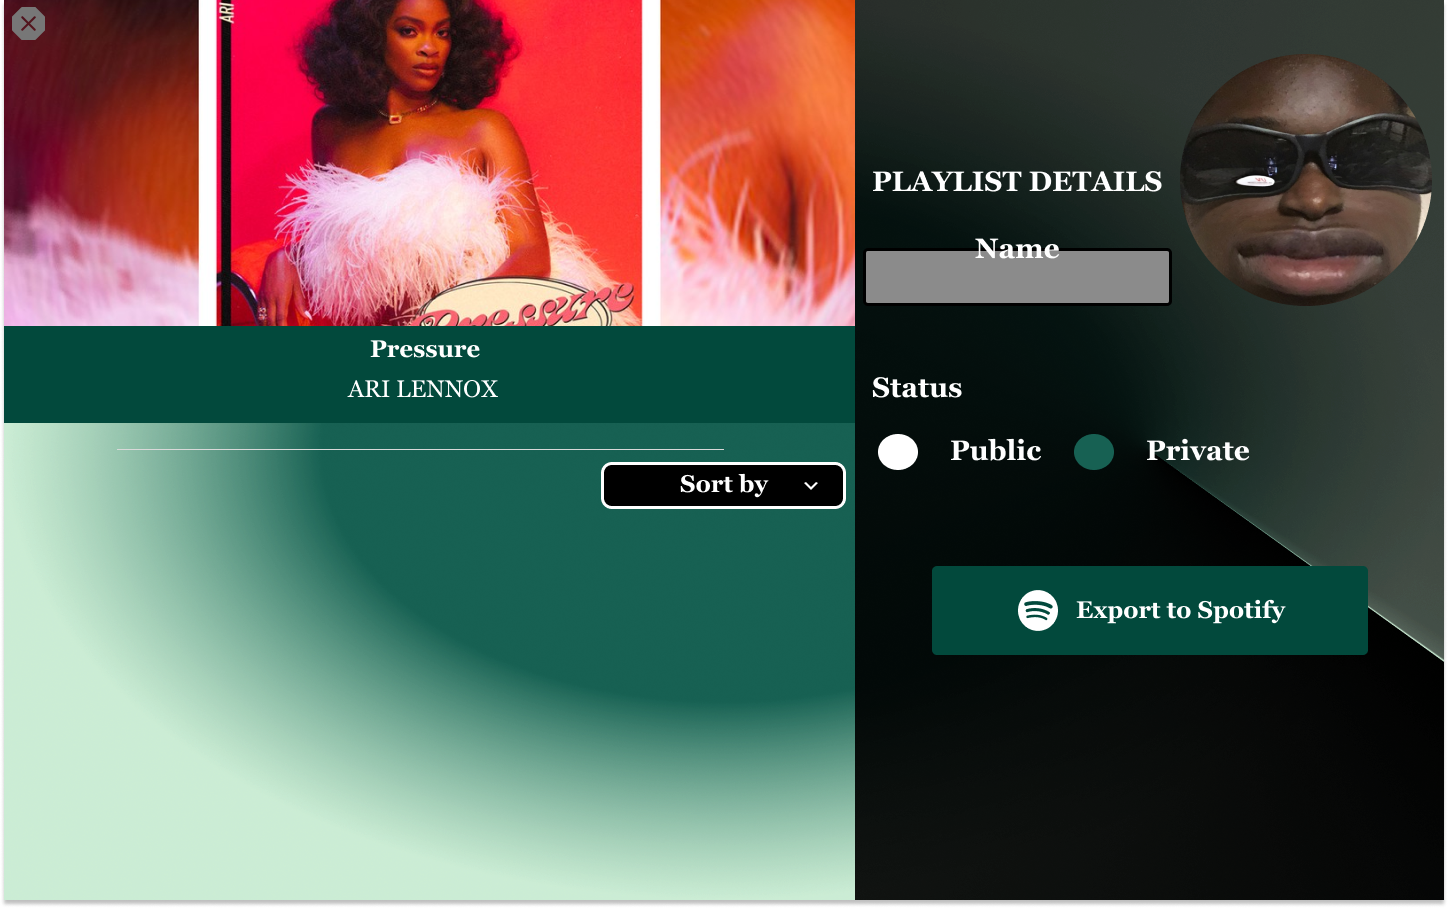 ARI
Pressure
Pressure
ARI LENNOX
Sort by
PLAYLIST DETAILS
Name
Status
Public
Private
Export to Spotify